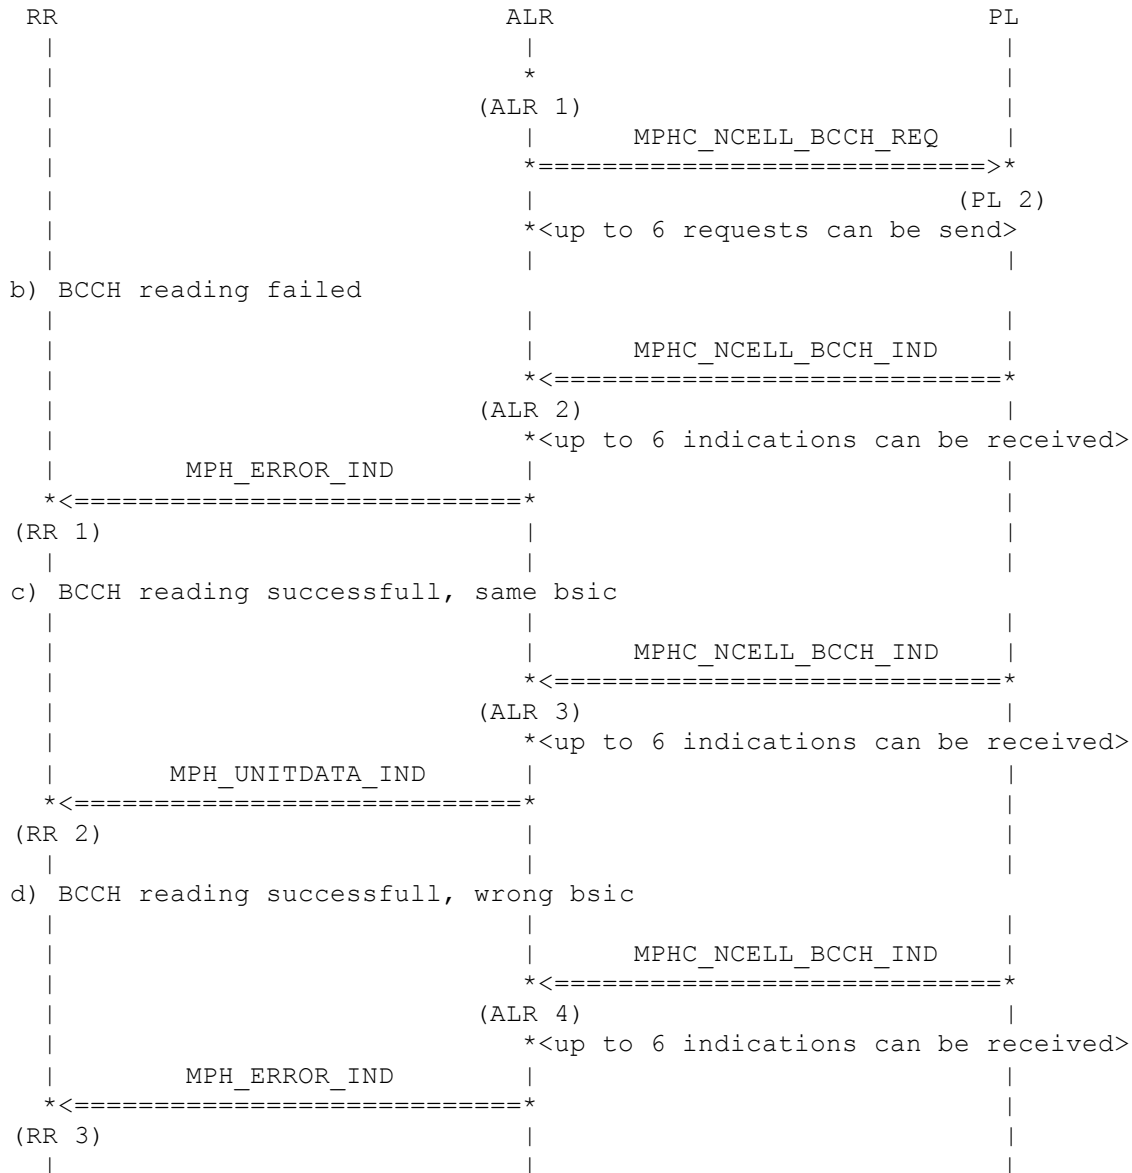 RR ALR PL
| | |
| * |
| (ALR 1) |
| | MPHC_NCELL_BCCH_REQ |
| *============================>*
| | (PL 2)
| *<up to 6 requests can be send>
| | |
b) BCCH reading failed
| | |
| | MPHC_NCELL_BCCH_IND |
| *<============================*
| (ALR 2) |
| *<up to 6 indications can be received>
| MPH_ERROR_IND | |
*<============================* |
(RR 1) | |
| | |
c) BCCH reading successfull, same bsic
| | |
| | MPHC_NCELL_BCCH_IND |
| *<============================*
| (ALR 3) |
| *<up to 6 indications can be received>
| MPH_UNITDATA_IND | |
*<============================* |
(RR 2) | |
| | |
d) BCCH reading successfull, wrong bsic
| | |
| | MPHC_NCELL_BCCH_IND |
| *<============================*
| (ALR 4) |
| *<up to 6 indications can be received>
| MPH_ERROR_IND | |
*<============================* |
(RR 3) | |
| | |